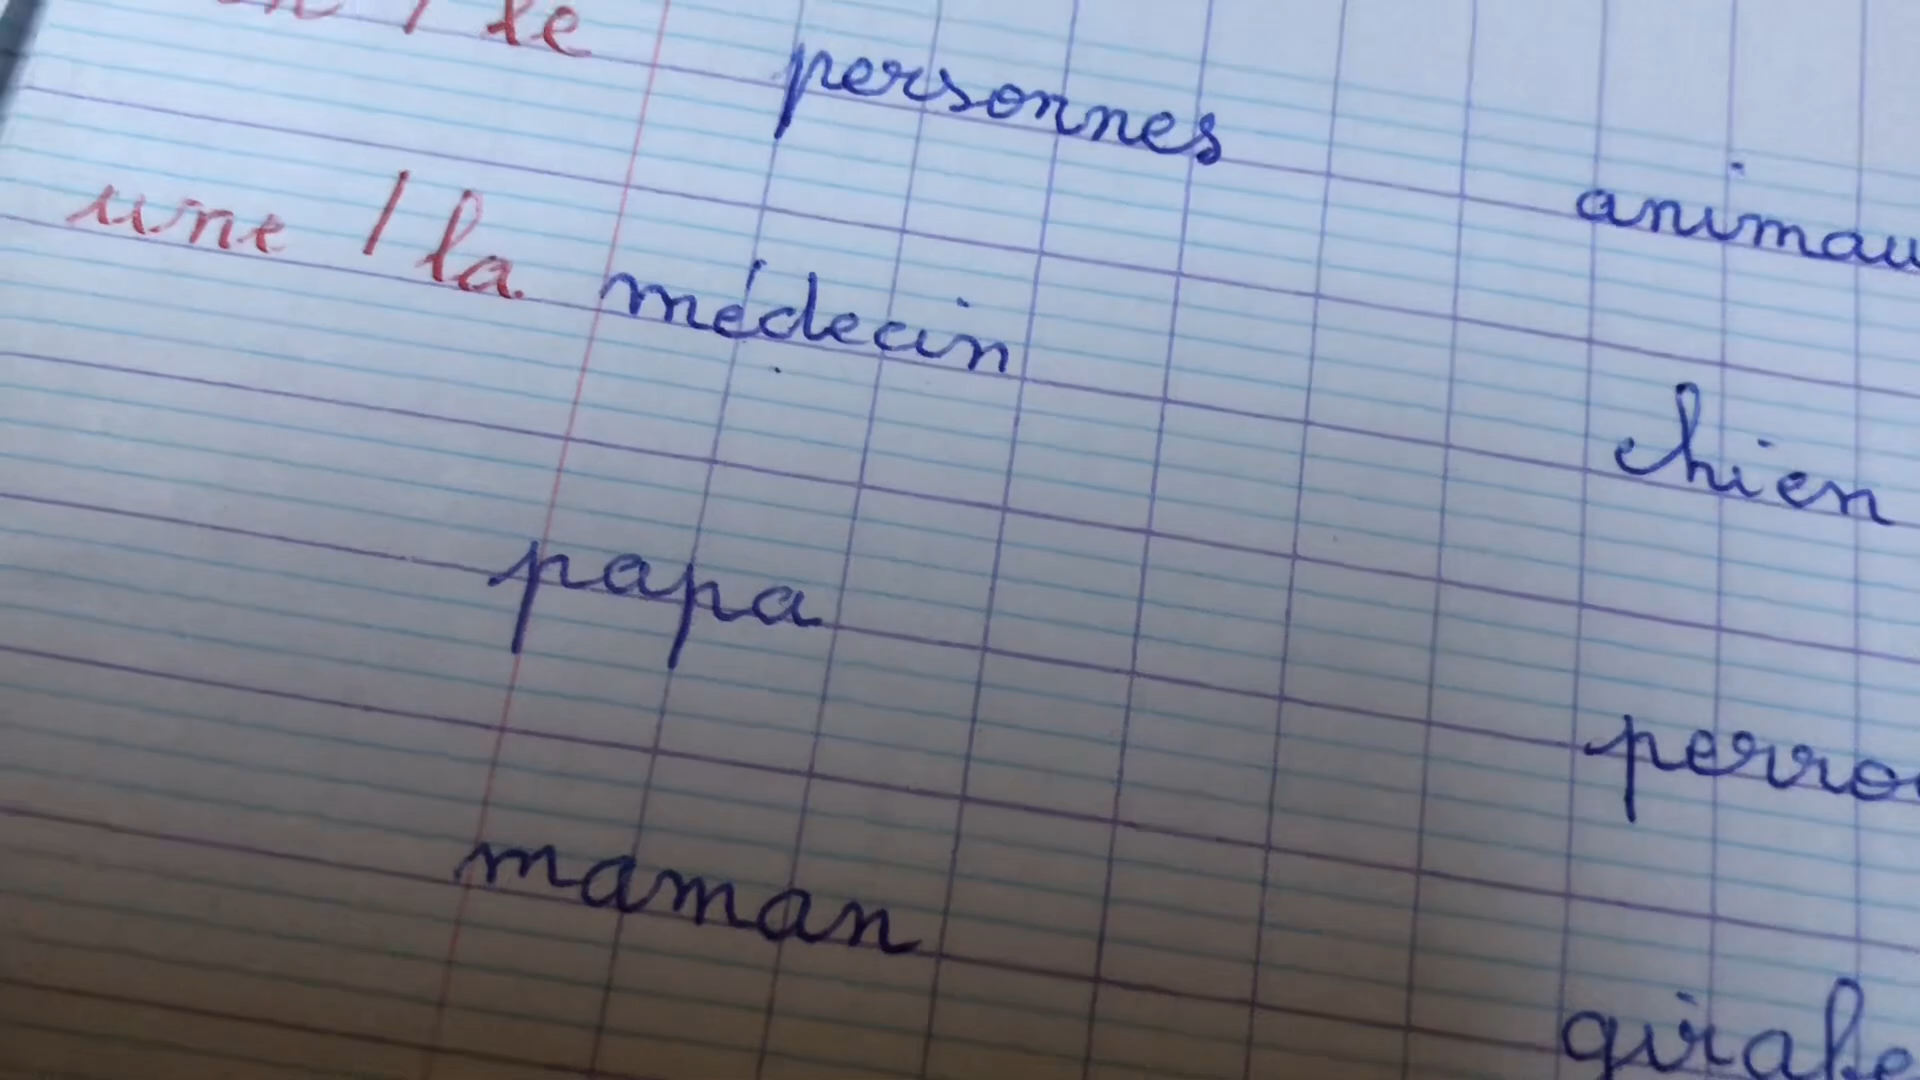 le
personnes
animau
une / la
médecin
chien
papa
perro
maman
girafe